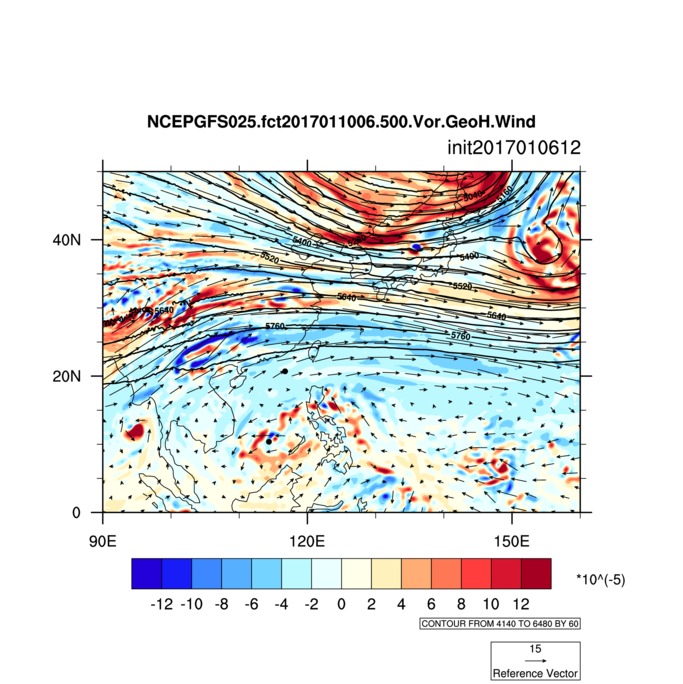 NCEPGFS025.fct2017011006.500.Vor.GeoH.Wind
init2017010612
5040
5160
40N
5400
5400
5520
5520
5640
5640
5640
5760
5760
20N
0
90E 120E 150E
-12 -10 -8 -6 -4 -2 0 2 4 6 8 10 12
*10^(-5)
CONTOUR FROM 4140 TO 6480 BY 60
15
Reference Vector